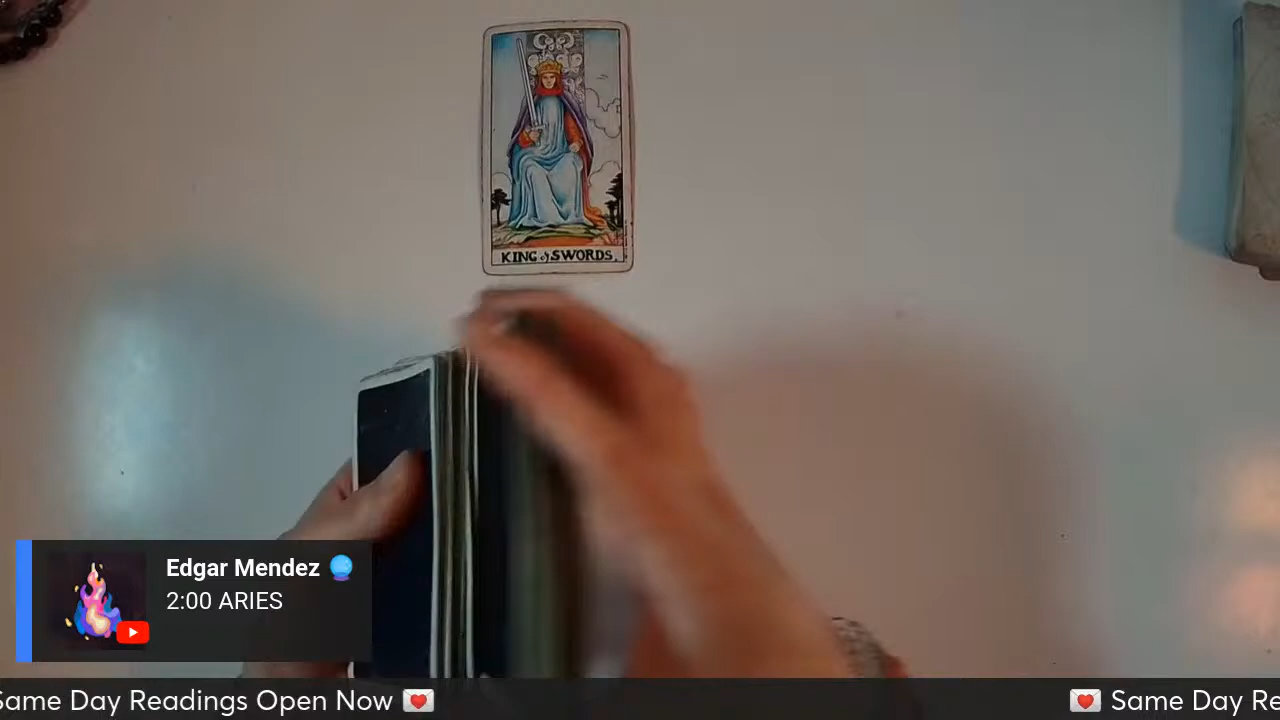 KING of SWORDS
Edgar Mendez
2:00 ARIES
Same Day Readings Open Now
Same Day Re